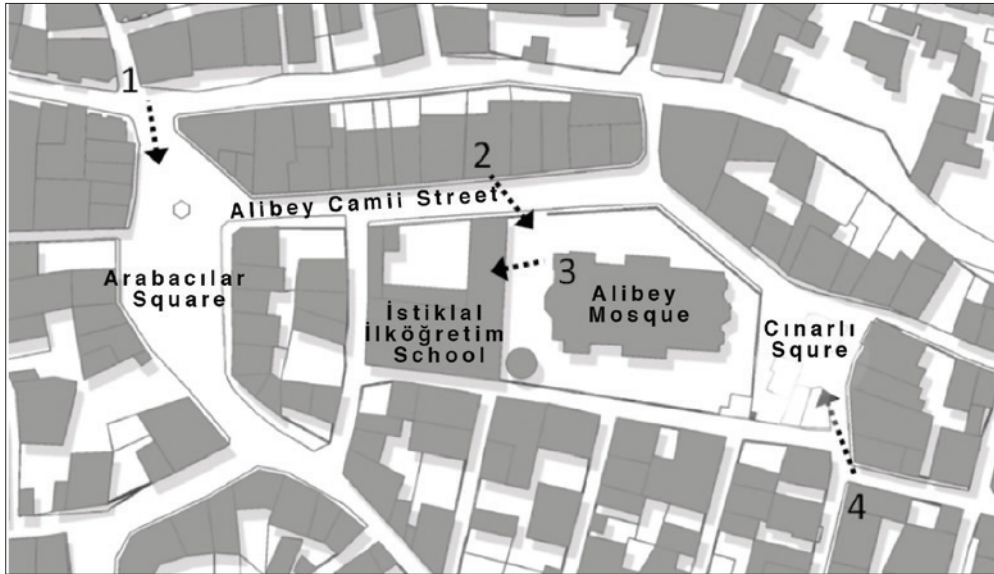 1
2
Alibey Camii Street
3
Arabacılar
Square
Alibey
Mosque
İstiklal
İlköğretim
School
Cınarlı
Squre
4